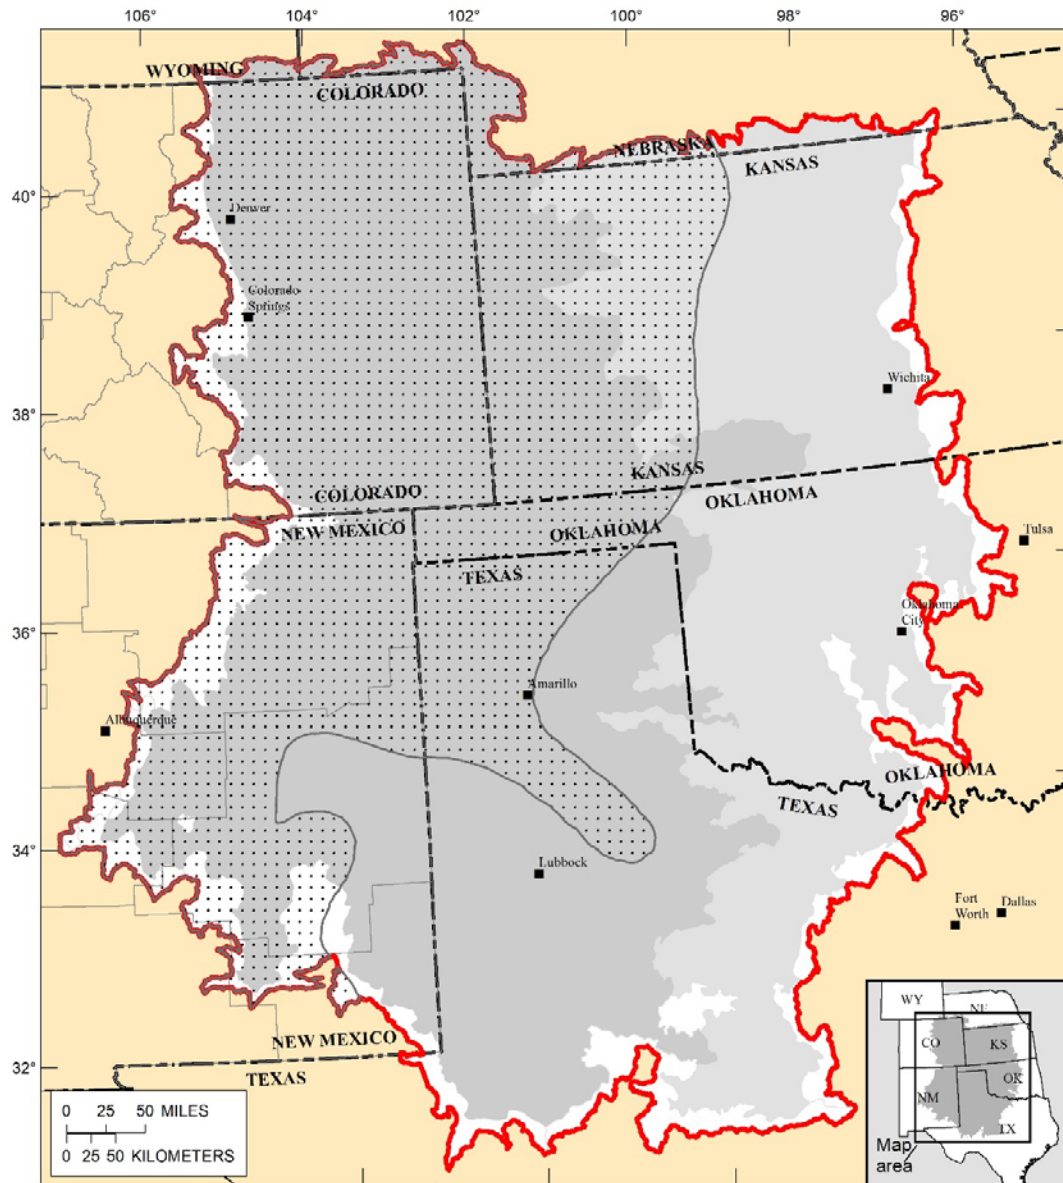 106° 104° 102° 100° 98° 96°
WYOMING
COLORADO
NEBRASKA
KANSAS
40°
Denver
Colorado
Springs
Wichita
38°
KANSAS
COLORADO
OKLAHOMA
NEW MEXICO
OKLAHOMA
Tulsa
TEXAS
36°
Oklahoma
City
Amarillo
Albuquerque
OKLAHOMA
TEXAS
34°
Lubbock
Fort
Worth
Dallas
NEW MEXICO
32°
TEXAS
0 25 50 MILES
0 25 50 KILOMETERS
WY
NE
CO
KS
OK
NM
TX
Map
area